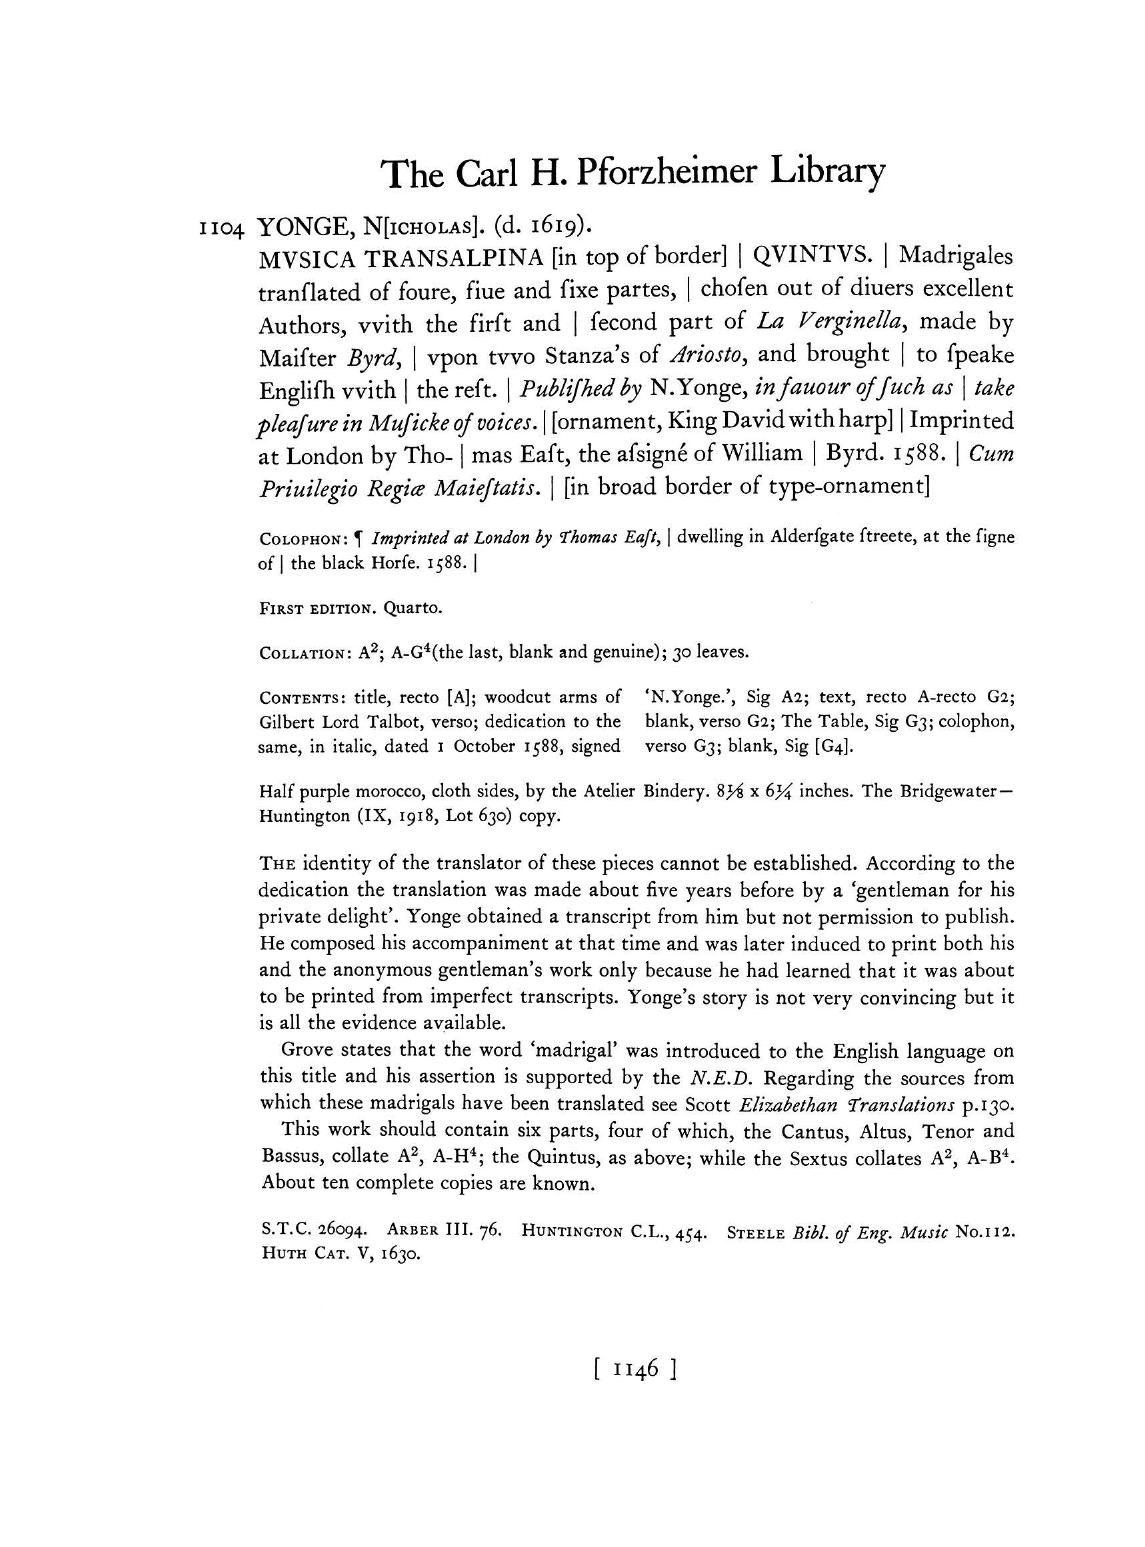 The Carl H. Pforzheimer Library
1104 YONGE, N[ICHOLAS]. (d. 1619).
MVSICA TRANSALPINA [in top of border] | QVINTVS. | Madrigales
tranſlated of foure, fiue and ſixe partes, | choſen out of diuers excellent
Authors, vvith the firſt and | ſecond part of La Verginella, made by
Maiſter Byrd, | vpon tvvo Stanza's of Ariosto, and brought | to ſpeake
Engliſh vvith | the reſt. | Publiſhed by N.Yonge, in fauour of ſuch as | take
pleaſure in Muſicke of voices. | [ornament, King David with harp] | Imprinted
at London by Tho- | mas Eaſt, the aſsigné of William | Byrd. 1588. | Cum
Priuilegio Regiæ Maieſtatis. | [in broad border of type-ornament]
COLOPHON: ¶ Imprinted at London by Thomas Eaſt, | dwelling in Alderſgate ſtreete, at the ſigne
of | the black Horſe. 1588. |
FIRST EDITION. Quarto.
COLLATION: A²; A-G⁴(the last, blank and genuine); 30 leaves.
CONTENTS: title, recto [A]; woodcut arms of
Gilbert Lord Talbot, verso; dedication to the
same, in italic, dated 1 October 1588, signed
'N.Yonge.', Sig A2; text, recto A-recto G2;
blank, verso G2; The Table, Sig G3; colophon,
verso G3; blank, Sig [G4].
Half purple morocco, cloth sides, by the Atelier Bindery. 8⅛ x 6¼ inches. The Bridgewater—
Huntington (IX, 1918, Lot 630) copy.
THE identity of the translator of these pieces cannot be established. According to the
dedication the translation was made about five years before by a 'gentleman for his
private delight'. Yonge obtained a transcript from him but not permission to publish.
He composed his accompaniment at that time and was later induced to print both his
and the anonymous gentleman's work only because he had learned that it was about
to be printed from imperfect transcripts. Yonge's story is not very convincing but it
is all the evidence available.
Grove states that the word 'madrigal' was introduced to the English language on
this title and his assertion is supported by the N.E.D. Regarding the sources from
which these madrigals have been translated see Scott Elizabethan Translations p.130.
This work should contain six parts, four of which, the Cantus, Altus, Tenor and
Bassus, collate A², A-H⁴; the Quintus, as above; while the Sextus collates A², A-B⁴.
About ten complete copies are known.
S.T.C. 26094. ARBER III. 76. HUNTINGTON C.L., 454. STEELE Bibl. of Eng. Music No.112.
HUTH CAT. V, 1630.
[ 1146 ]